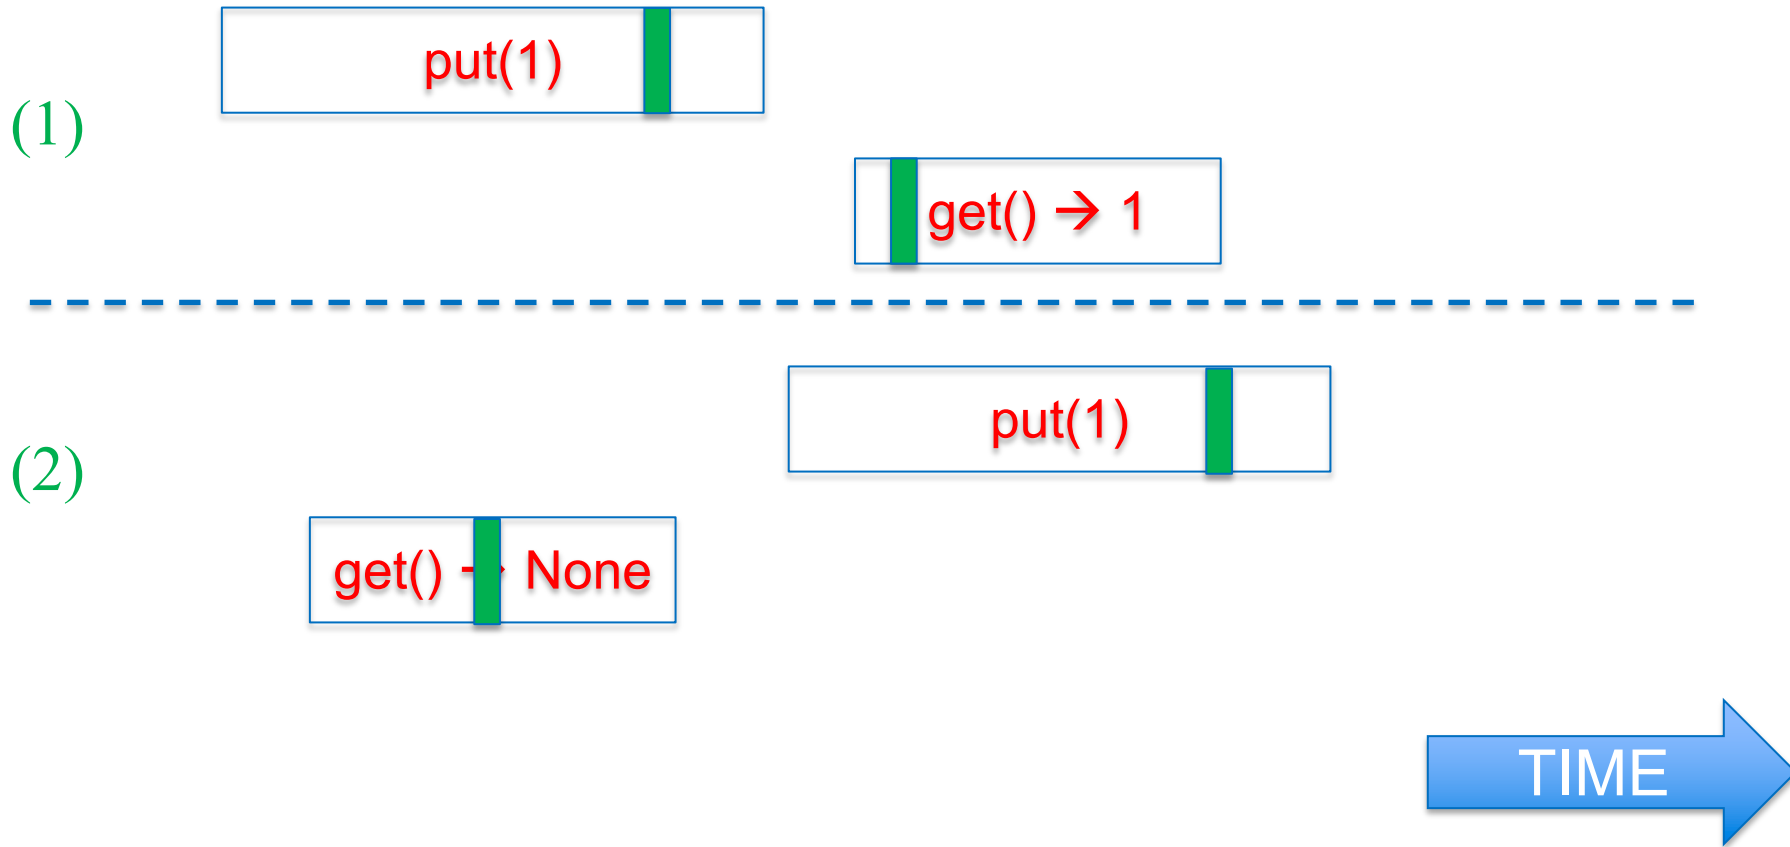 put(1)
(1)
get() → 1
put(1)
(2)
get() → None
TIME